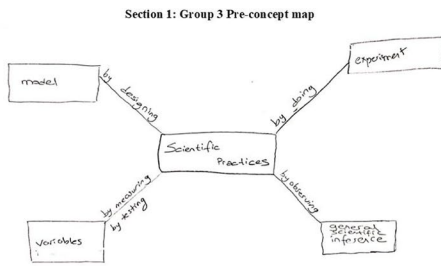 Section 1: Group 3 Pre-concept map
model
experiment
by designing
by doing
Scientific
Practices
by measuring
by testing
by observing
variables
general
scientific
inference